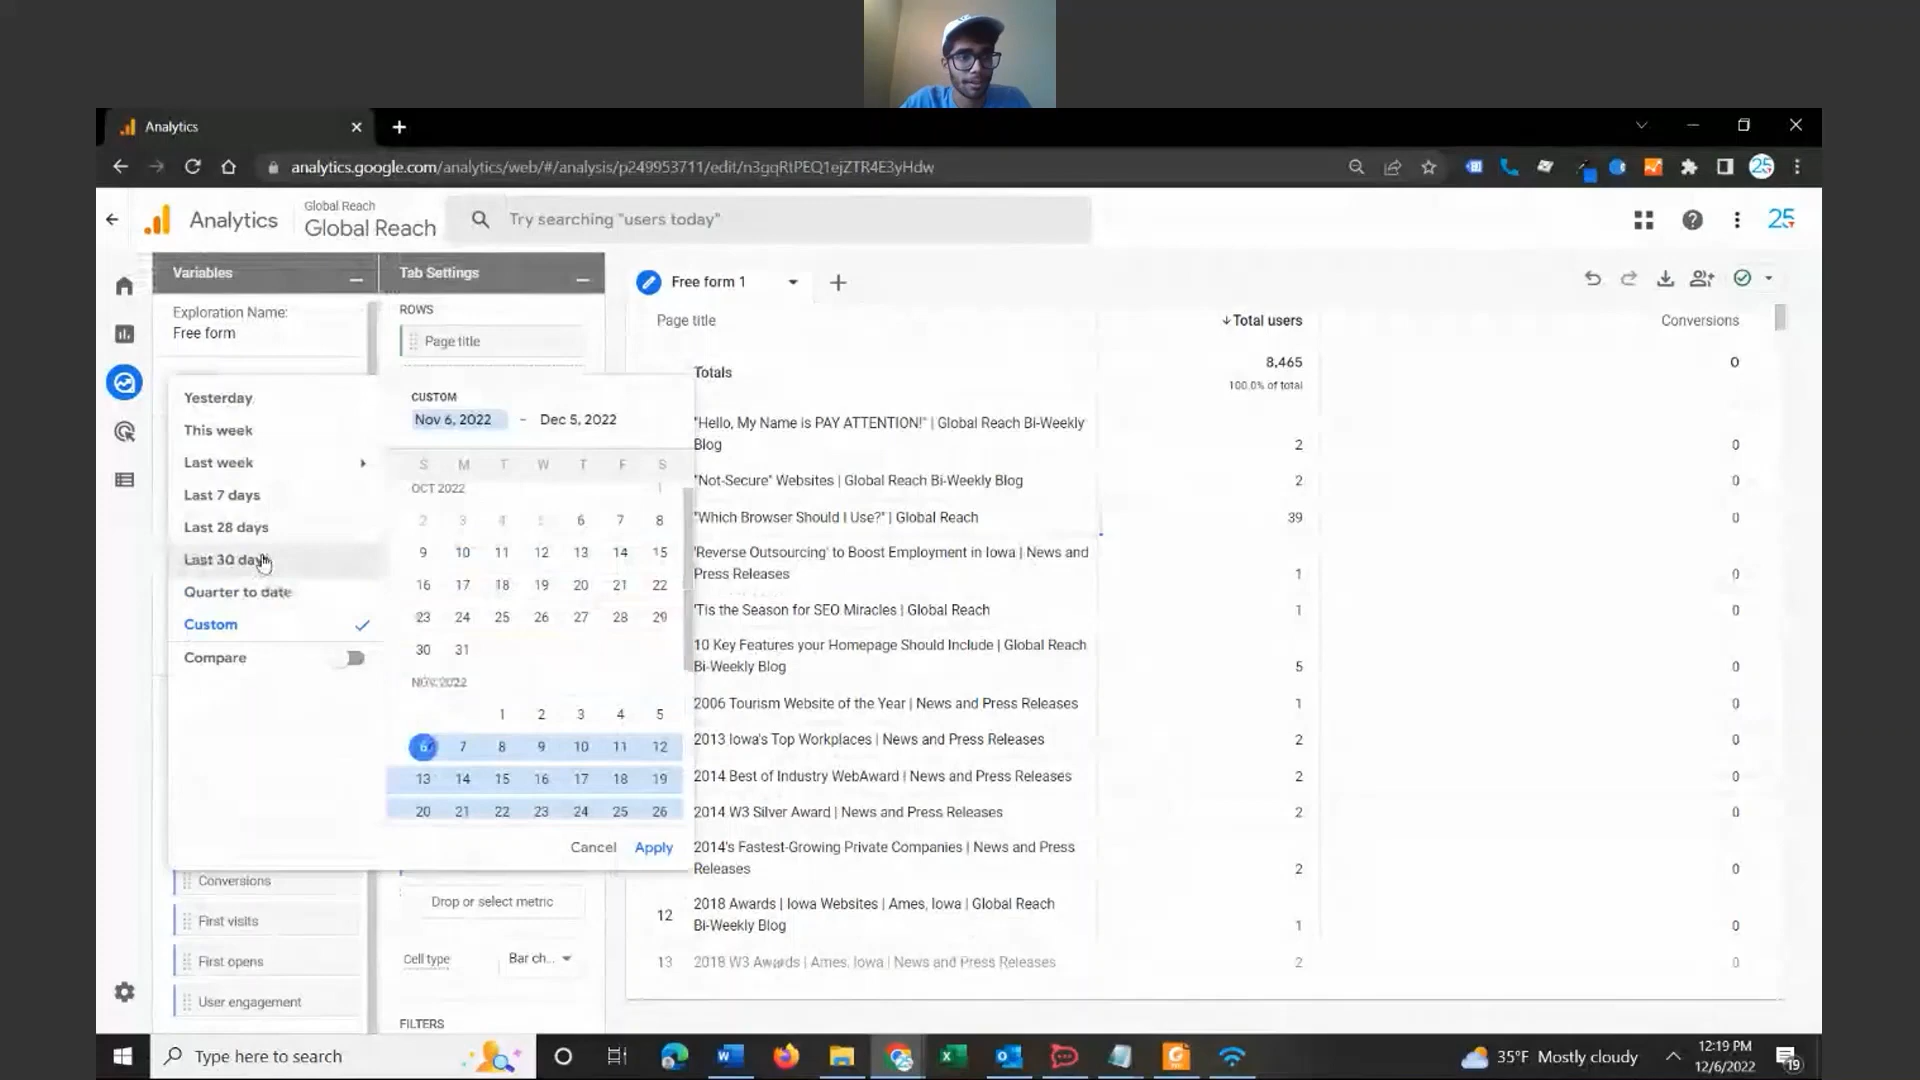 Analytics
analytics.google.com/analytics/web/#/analysis/p249953711/edit/n3gqRtPEQ1ejZTR4E3yHdw
Analytics
Global Reach
Global Reach
Try searching "users today"
25
Variables
Exploration Name:
Free form
Tab Settings
ROWS
Page title
Free form 1
Page title
Total users
Conversions
Totals
8,465
100.0% of total
0
Yesterday
This week
Last week
Last 7 days
Last 28 days
Last 30 days
Quarter to date
Custom
Compare
CUSTOM
Nov 6, 2022 - Dec 5, 2022
S M T W T F S
OCT 2022 1
2 3 4 5 6 7 8
9 10 11 12 13 14 15
16 17 18 19 20 21 22
23 24 25 26 27 28 29
30 31
NOV 2022
1 2 3 4 5
6 7 8 9 10 11 12
13 14 15 16 17 18 19
20 21 22 23 24 25 26
Cancel Apply
"Hello, My Name is PAY ATTENTION!" | Global Reach Bi-Weekly
Blog 2 0
"Not-Secure" Websites | Global Reach Bi-Weekly Blog 2 0
"Which Browser Should I Use?" | Global Reach 39 0
'Reverse Outsourcing' to Boost Employment in Iowa | News and
Press Releases 1 0
'Tis the Season for SEO Miracles | Global Reach 1 0
10 Key Features your Homepage Should Include | Global Reach
Bi-Weekly Blog 5 0
2006 Tourism Website of the Year | News and Press Releases 1 0
2013 Iowa's Top Workplaces | News and Press Releases 2 0
2014 Best of Industry WebAward | News and Press Releases 2 0
2014 W3 Silver Award | News and Press Releases 2 0
2014's Fastest-Growing Private Companies | News and Press
Releases 2 0
12 2018 Awards | Iowa Websites | Ames, Iowa | Global Reach
Bi-Weekly Blog 1 0
13 2018 W3 Awards | Ames, Iowa | News and Press Releases 2 0
Conversions
First visits
First opens
User engagement
Drop or select metric
Cell type
Bar ch...
FILTERS
Type here to search
35°F Mostly cloudy
12:19 PM
12/6/2022
19